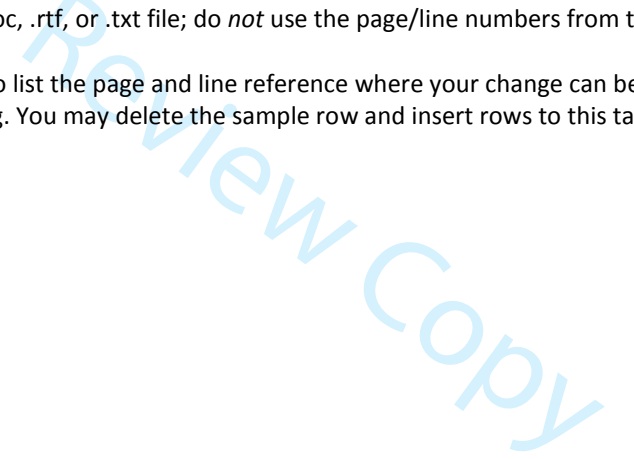 oc, .rtf, or .txt file; do not use the page/line numbers from t
o list the page and line reference where your change can be
g. You may delete the sample row and insert rows to this ta
Review Copy